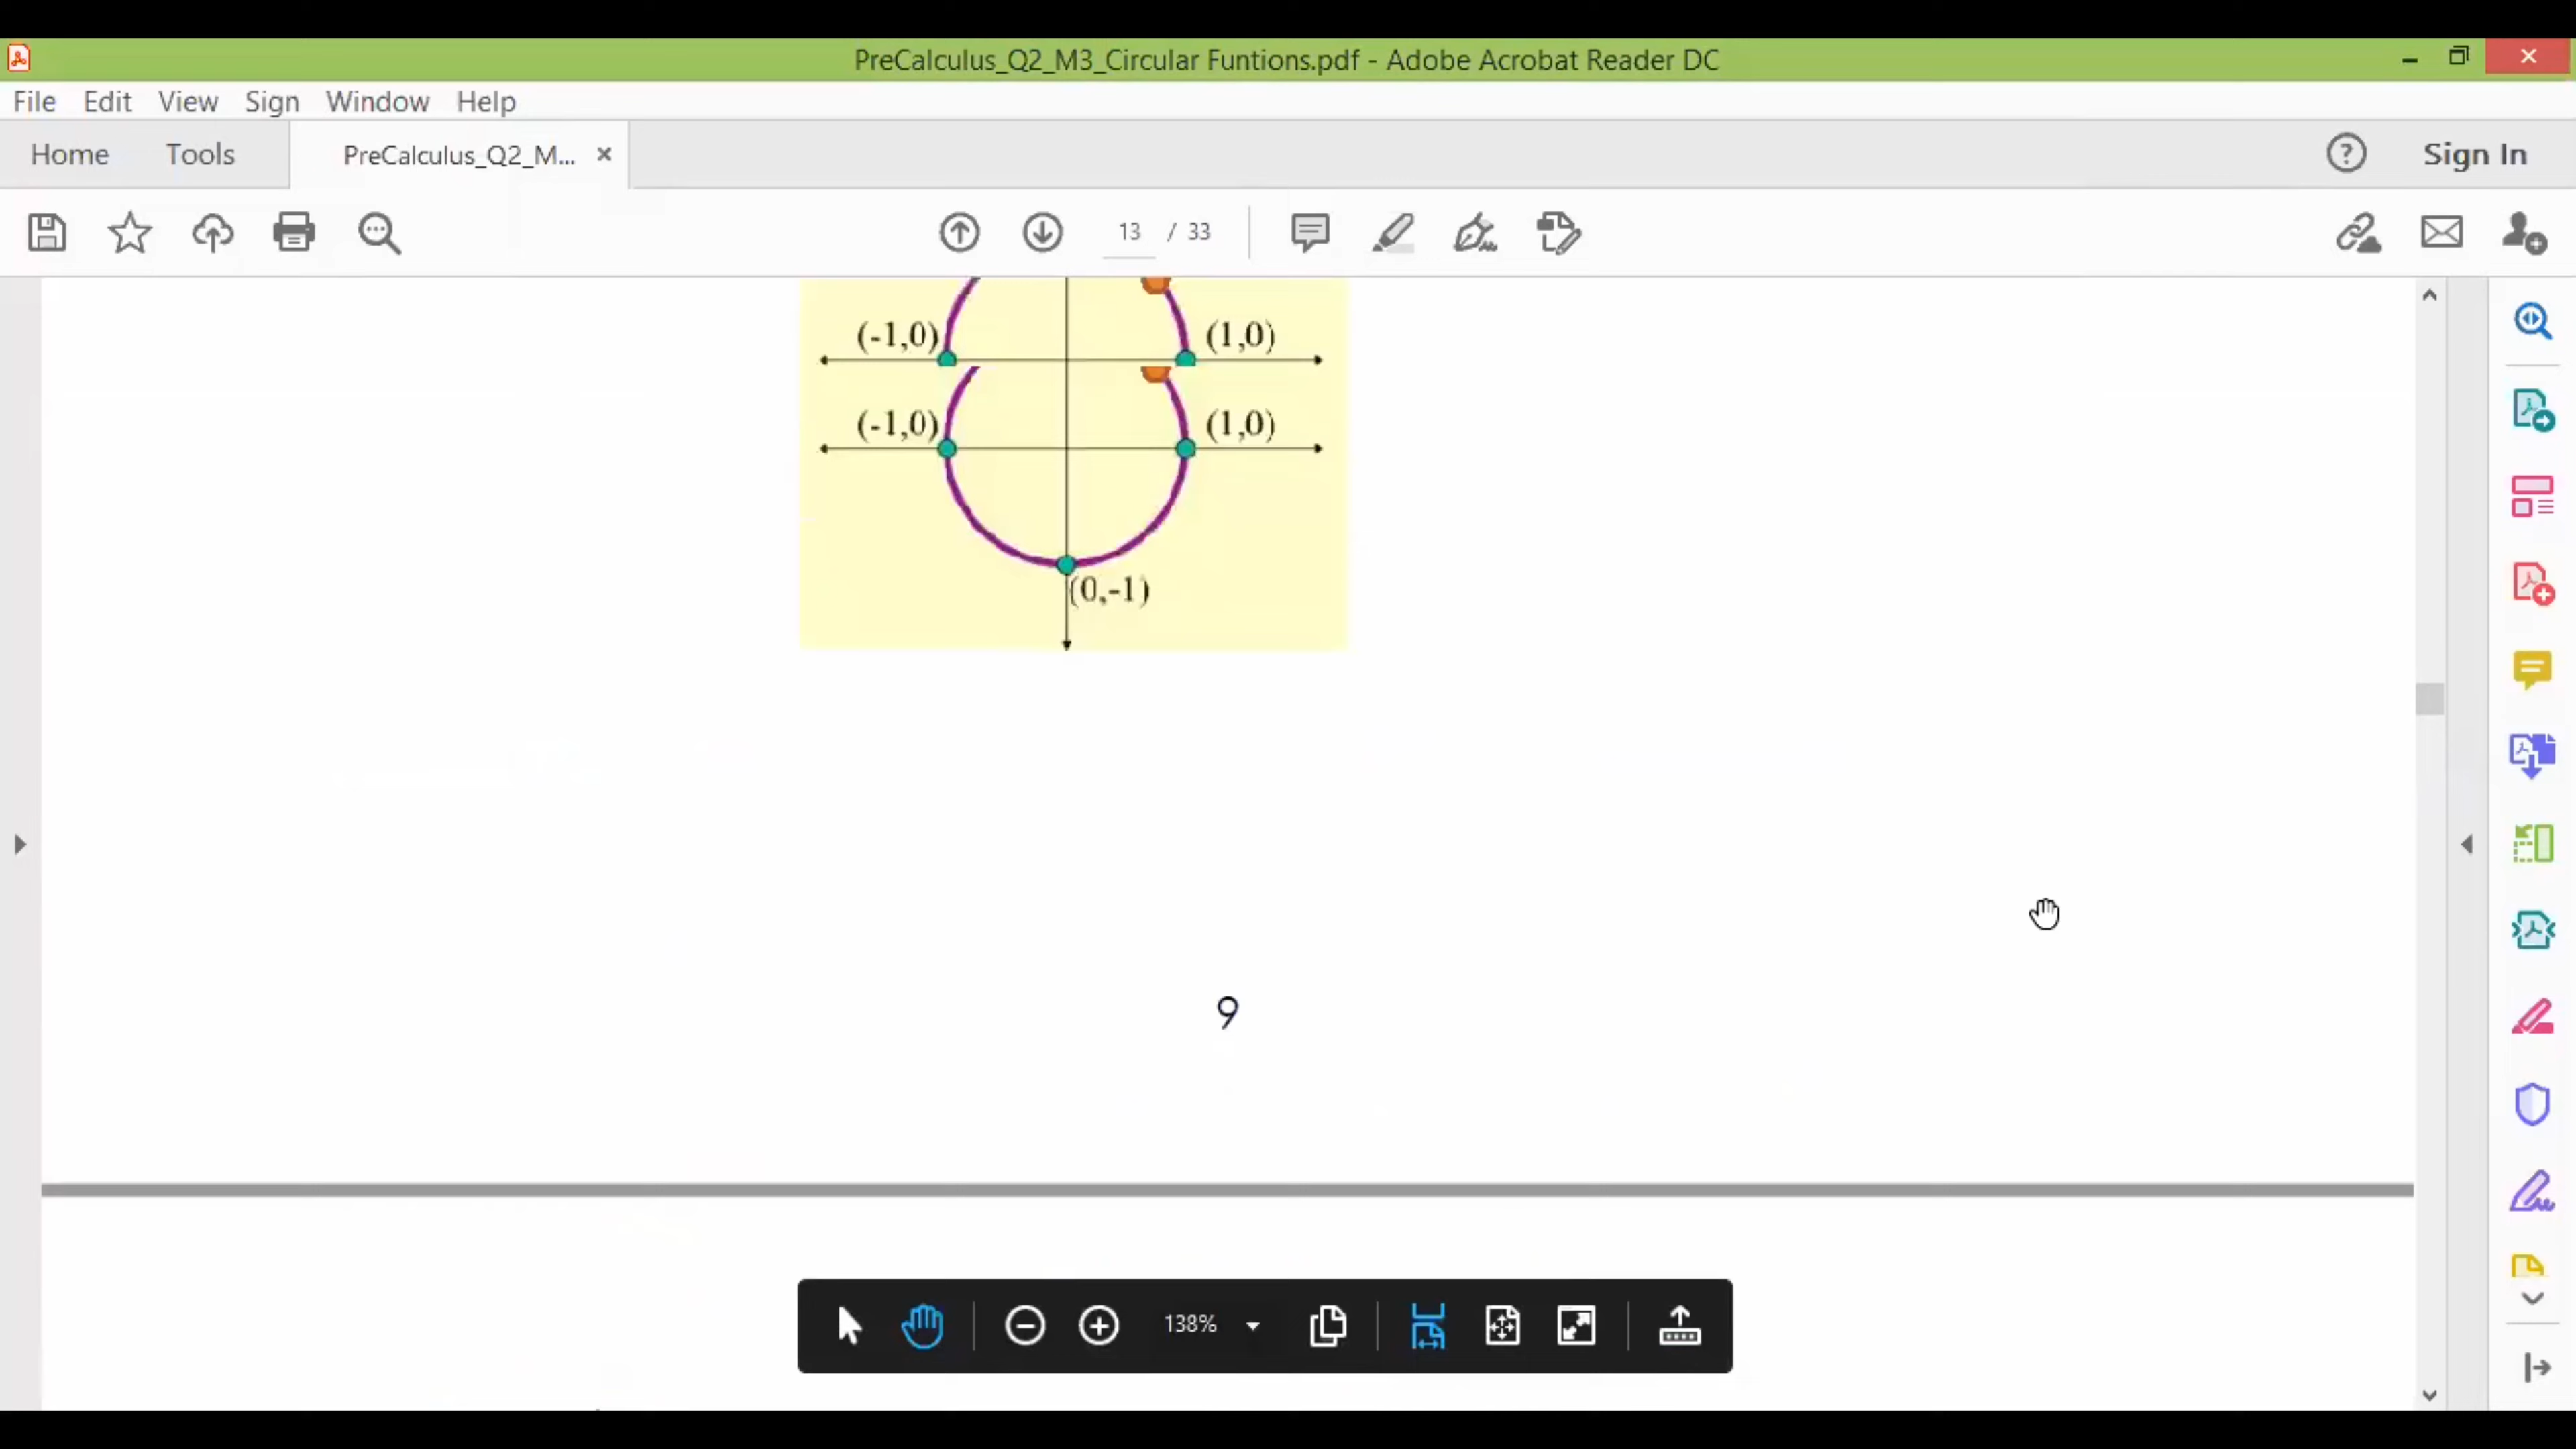 PreCalculus_Q2_M3_Circular Funtions.pdf - Adobe Acrobat Reader DC
File Edit View Sign Window Help
Home Tools PreCalculus_Q2_M... Sign In
13 / 33
(-1,0) (1,0)
(-1,0) (1,0)
(0,-1)
9
138%